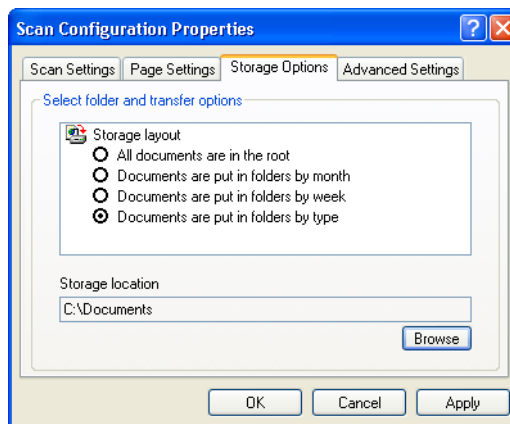 Scan Configuration Properties
Scan Settings Page Settings Storage Options Advanced Settings
Select folder and transfer options
Storage layout
All documents are in the root
Documents are put in folders by month
Documents are put in folders by week
Documents are put in folders by type
Storage location
C:\Documents
Browse
OK Cancel Apply